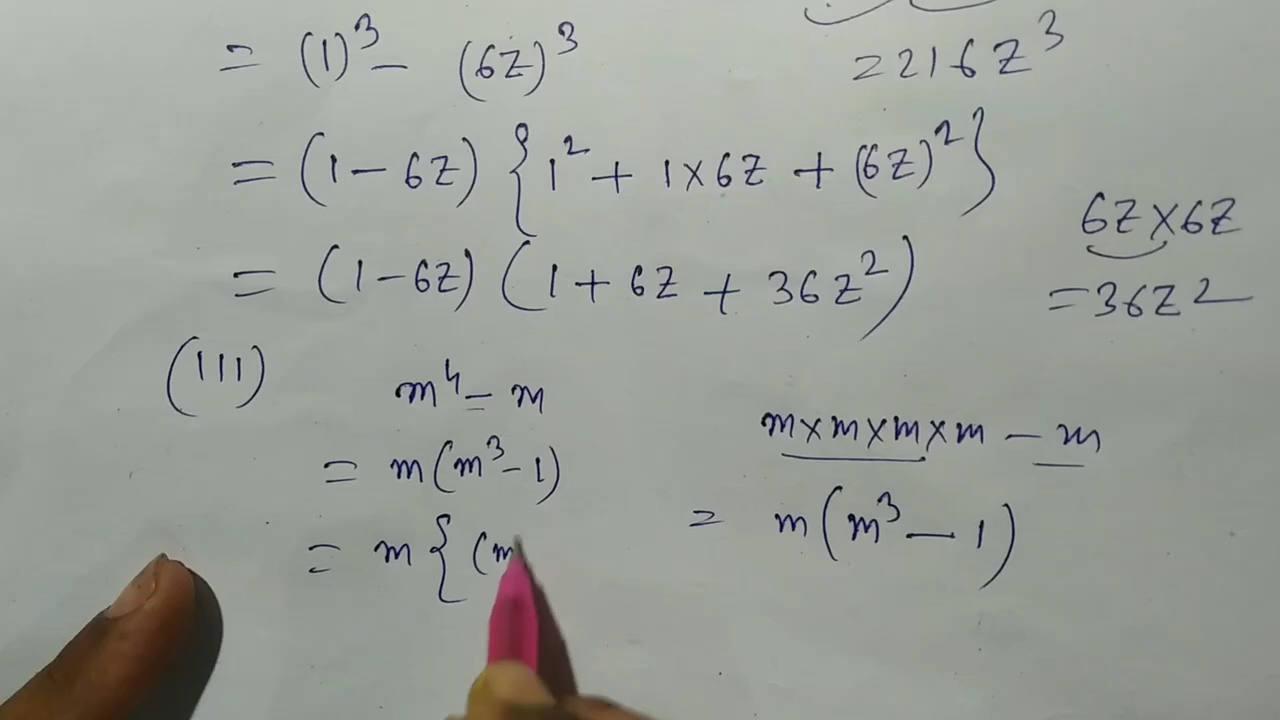 = (1)³ – (6z)³
= 216z³
= (1 – 6z) {1² + 1×6z + (6z)²}
6z×6z
= (1 – 6z) (1 + 6z + 36z²)
= 36z²
(III) m⁴ – m
m×m×m×m – m
= m(m³ – 1)
= m(m³ – 1)
= m{(m